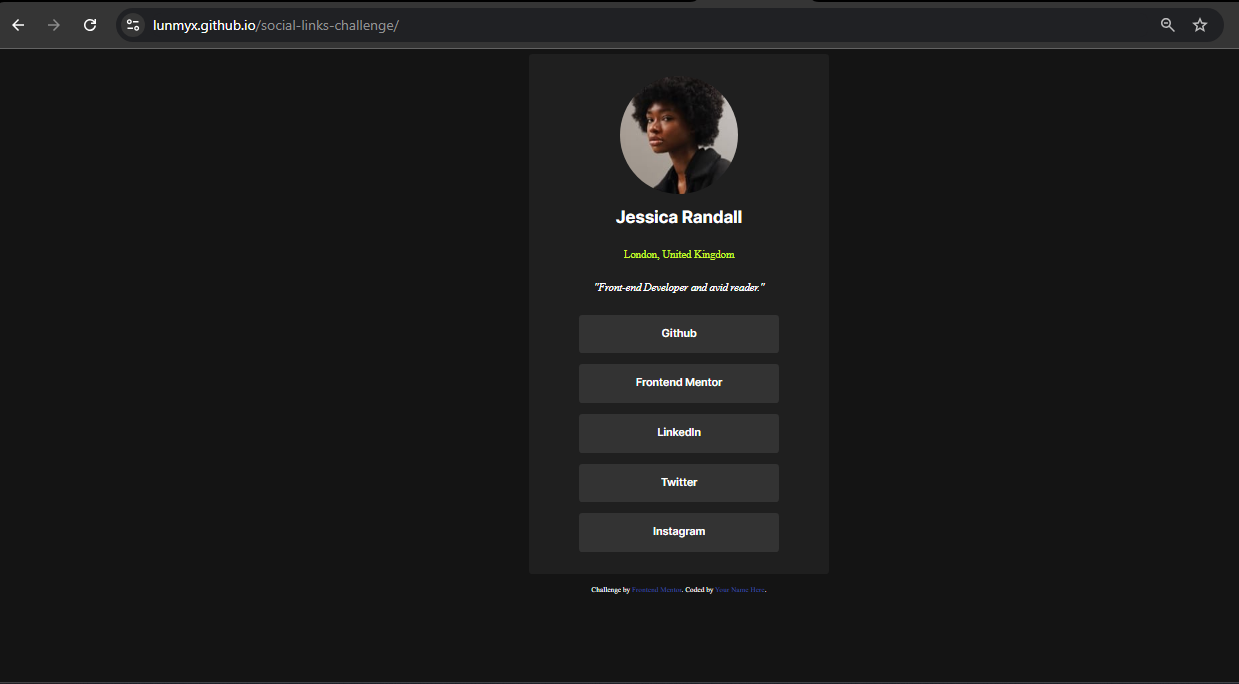 lunmyx.github.io/social-links-challenge/
Jessica Randall
London, United Kingdom
"Front-end Developer and avid reader."
Github
Frontend Mentor
LinkedIn
Twitter
Instagram
Challenge by Frontend Mentor. Coded by Your Name Here.